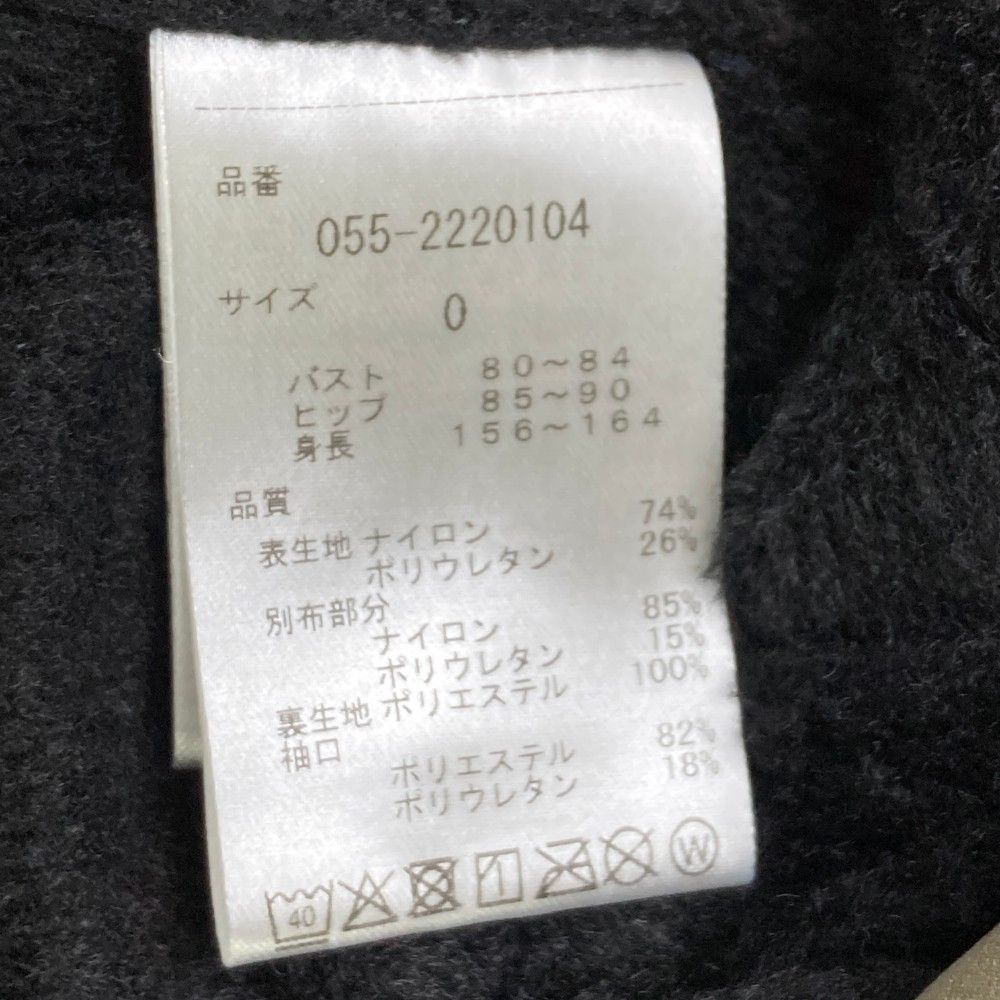 品番
055-2220104
サイズ 0
バスト 80～84
ヒップ 85～90
身長 156～164
品質
表生地 ナイロン 74%
ポリウレタン 26%
別布部分
ナイロン 85%
ポリウレタン 15%
裏生地 ポリエステル 100%
袖口
ポリエステル 82%
ポリウレタン 18%
40 W